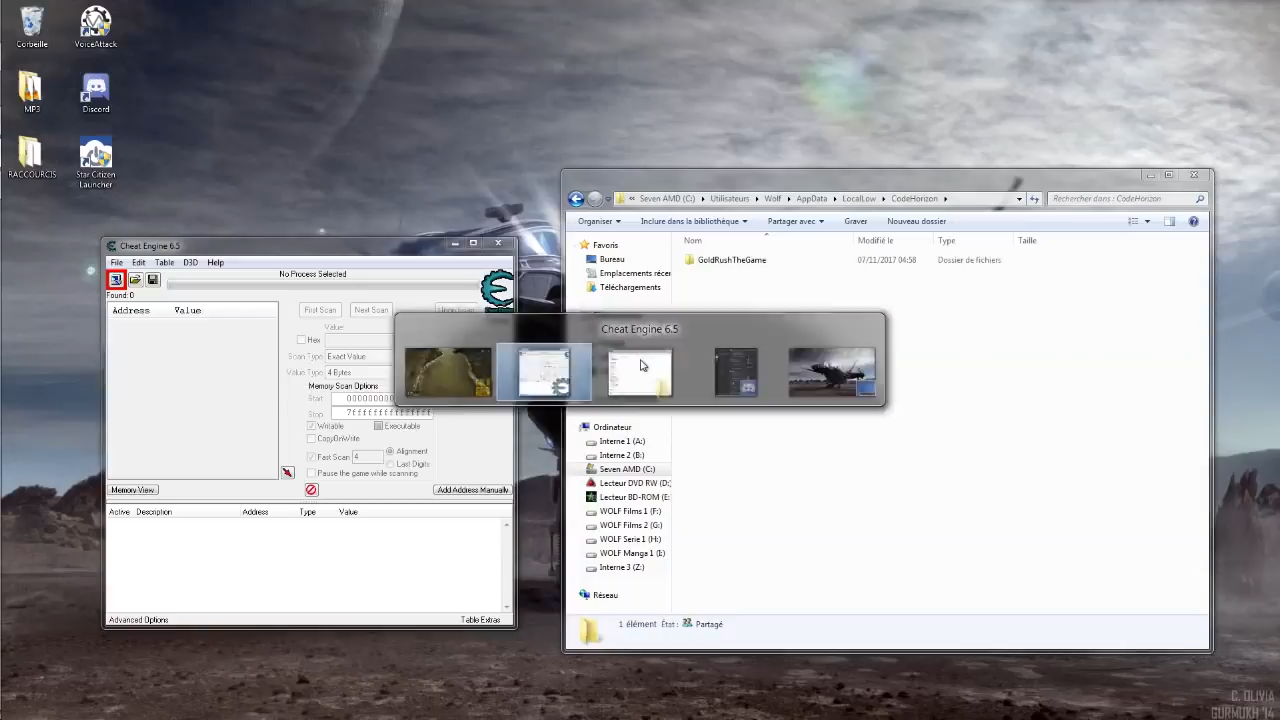 Corbeille
VoiceAttack
MP3
Discord
RACCOURCIS
Star Citizen
Launcher
Cheat Engine 6.5
File Edit Table D3D Help
No Process Selected
Found: 0
Address Value
First Scan Next Scan
Value:
Hex
Scan Type Exact Value
Value Type 4 Bytes
Memory Scan Options
Start
Stop 7fffffffffffffff
Writable Executable
CopyOnWrite
Fast Scan 4 Alignment
Last Digits
Pause the game while scanning
Memory View Add Address Manually
Active Description Address Type Value
Advanced Options Table Extras
Cheat Engine 6.5
« Seven AMD (C:) Utilisateurs Wolf AppData LocalLow CodeHorizon
Rechercher dans : CodeHorizon
Organiser Inclure dans la bibliothèque Partager avec Graver Nouveau dossier
Nom Modifié le Type Taille
GoldRushTheGame 07/11/2017 04:58 Dossier de fichiers
Favoris
Bureau
Emplacements récer
Téléchargements
Ordinateur
Interne 1 (A:)
Interne 2 (B:)
Seven AMD (C:)
Lecteur DVD RW (D:
Lecteur BD-ROM (E:
WOLF Films 1 (F:)
WOLF Films 2 (G:)
WOLF Serie 1 (H:)
WOLF Manga 1 (I:)
Interne 3 (Z:)
Réseau
1 élément État : Partagé
C. OLIVIA
GURMUKH '14